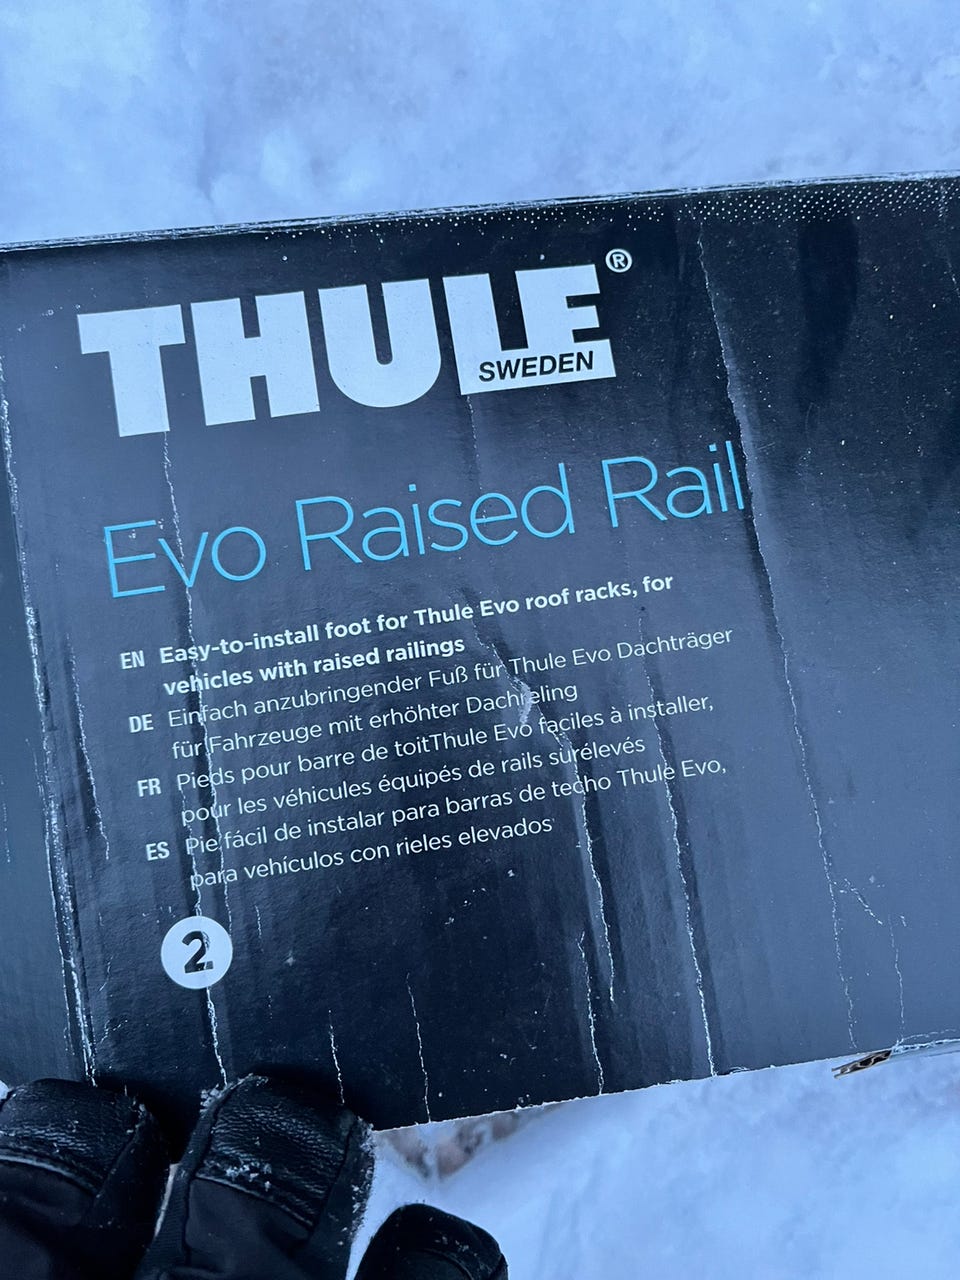 THULE®
SWEDEN
Evo Raised Rail
EN Easy-to-install foot for Thule Evo roof racks, for
vehicles with raised railings
DE Einfach anzubringender Fuß für Thule Evo Dachträger
für Fahrzeuge mit erhöhter Dachreling
FR Pieds pour barre de toitThule Evo faciles à installer,
pour les véhicules équipés de rails surélevés
ES Pie fácil de instalar para barras de techo Thule Evo,
para vehículos con rieles elevados
2